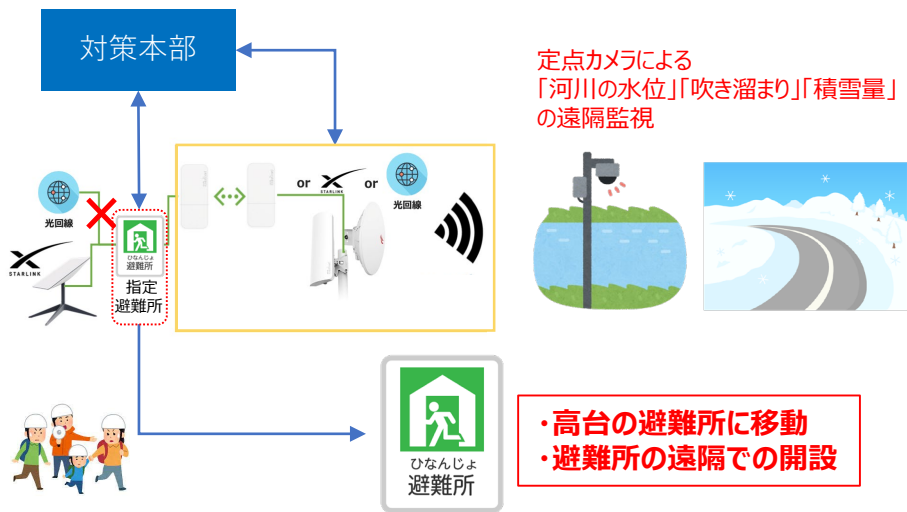 対策本部
定点カメラによる
「河川の水位」「吹き溜まり」「積雪量」
の遠隔監視
or
STARLINK
or
光回線
光回線
STARLINK
ひなんじょ
避難所
指定
避難所
ひなんじょ
避難所
・高台の避難所に移動
・避難所の遠隔での開設